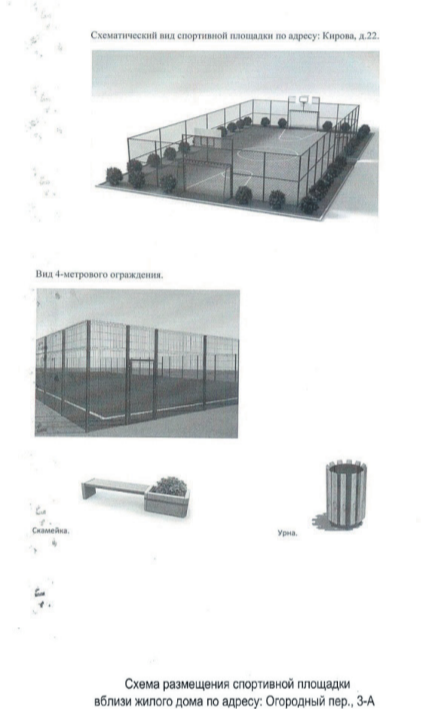 Схематический вид спортивной площадки по адресу: Кирова, д.22.
Вид 4-метрового ограждения.
Скамейка.
Урна.
Схема размещения спортивной площадки
вблизи жилого дома по адресу: Огородный пер., 3-А